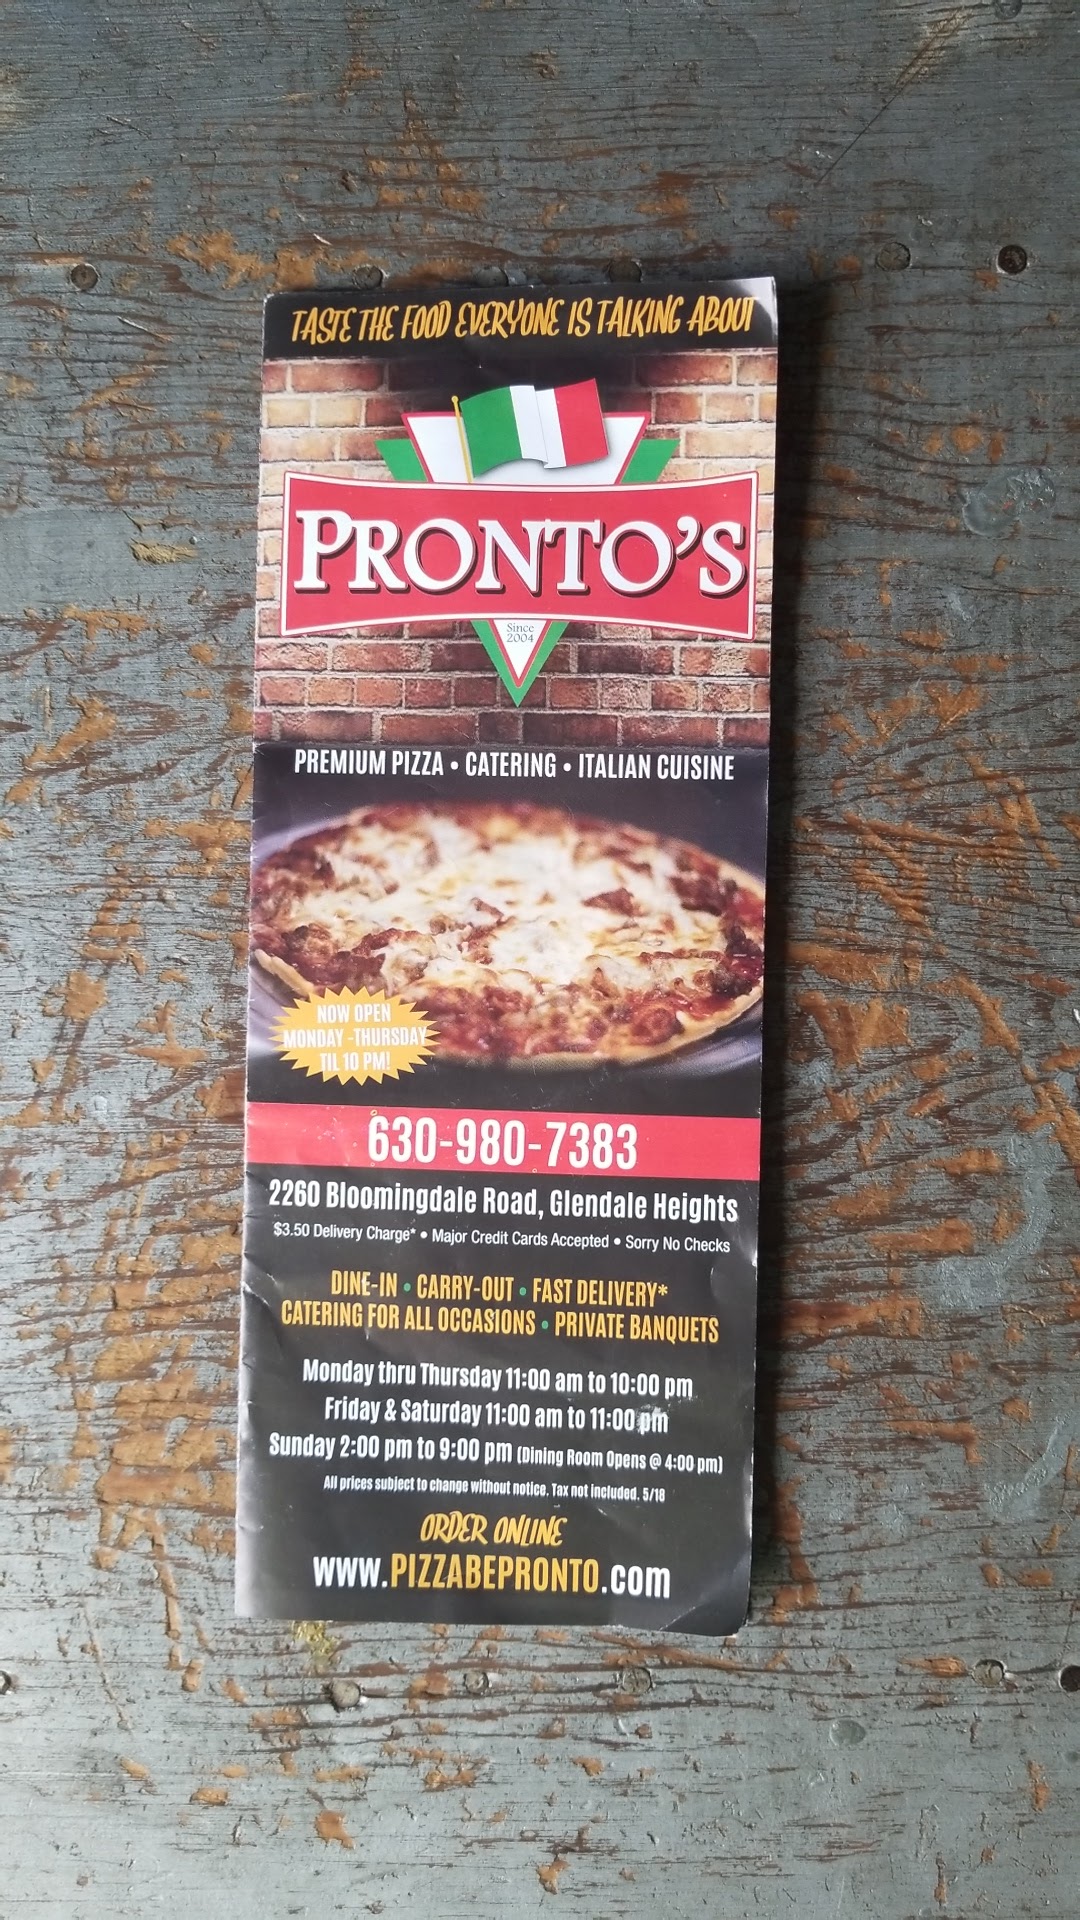 TASTE THE FOOD EVERYONE IS TALKING ABOUT
PRONTO'S
Since
2004
PREMIUM PIZZA • CATERING • ITALIAN CUISINE
NOW OPEN
MONDAY -THURSDAY
TIL 10 PM!
630-980-7383
2260 Bloomingdale Road, Glendale Heights
$3.50 Delivery Charge* • Major Credit Cards Accepted • Sorry No Checks
DINE-IN • CARRY-OUT • FAST DELIVERY*
CATERING FOR ALL OCCASIONS • PRIVATE BANQUETS
Monday thru Thursday 11:00 am to 10:00 pm
Friday & Saturday 11:00 am to 11:00 pm
Sunday 2:00 pm to 9:00 pm (Dining Room Opens @ 4:00 pm)
All prices subject to change without notice. Tax not included. 5/18
ORDER ONLINE
www.PIZZABEPRONTO.com